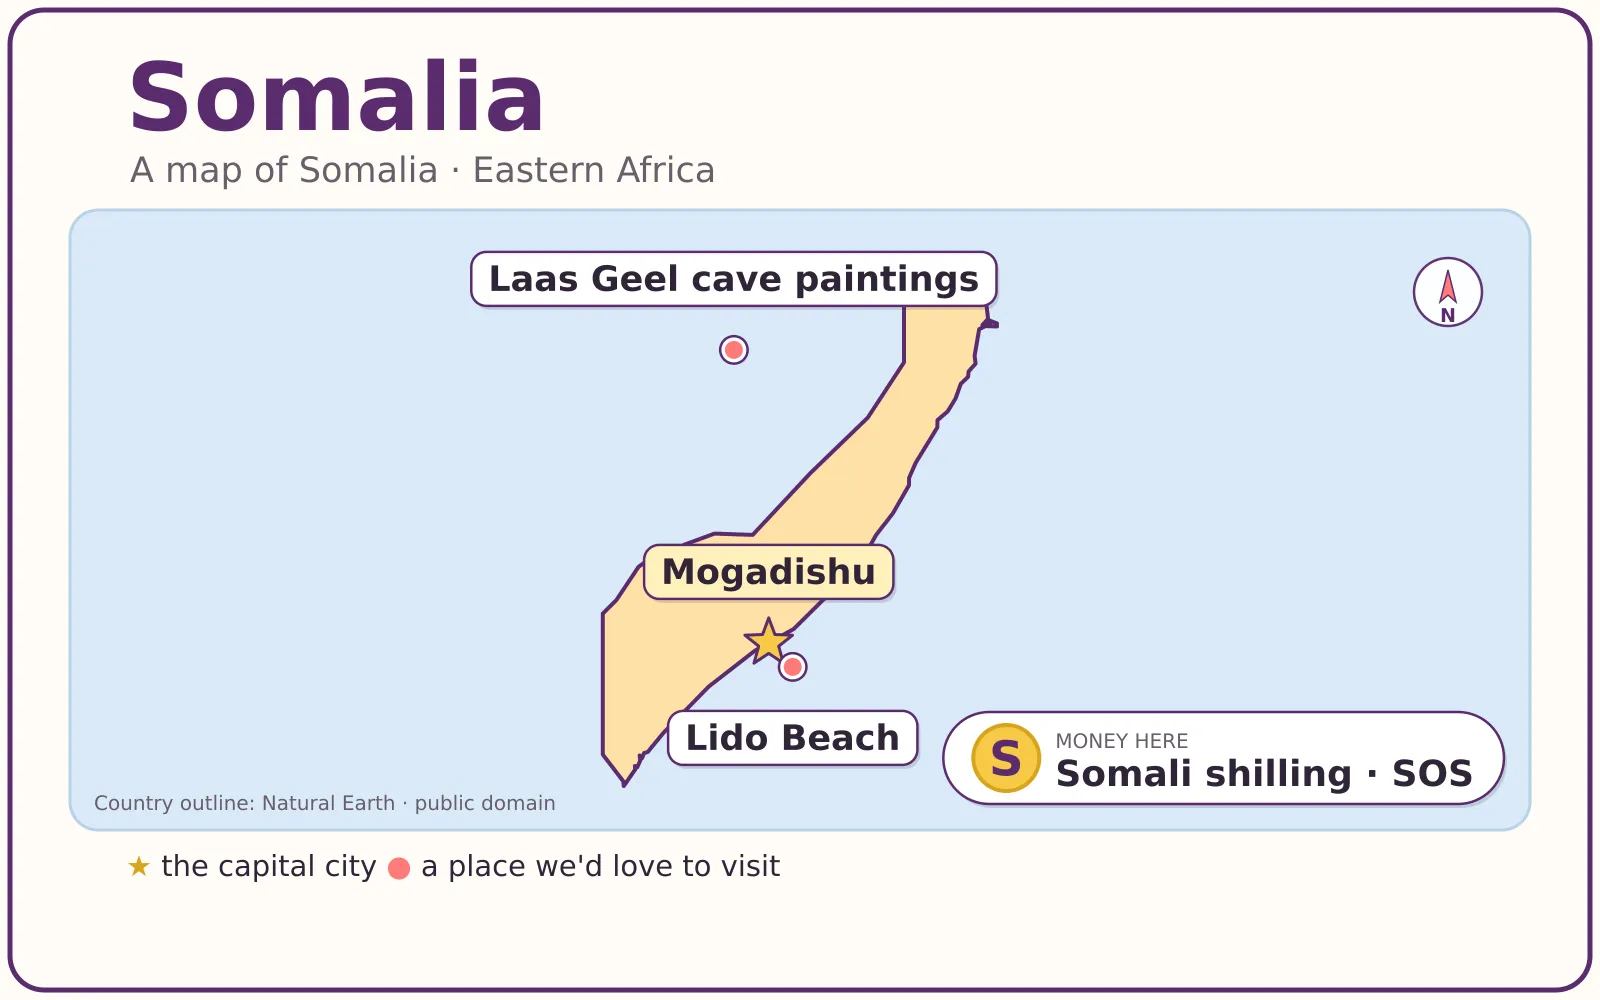 Somalia
A map of Somalia · Eastern Africa
Laas Geel cave paintings
N
Mogadishu
Lido Beach
S
MONEY HERE
Somali shilling · SOS
Country outline: Natural Earth · public domain
★ the capital city ● a place we'd love to visit